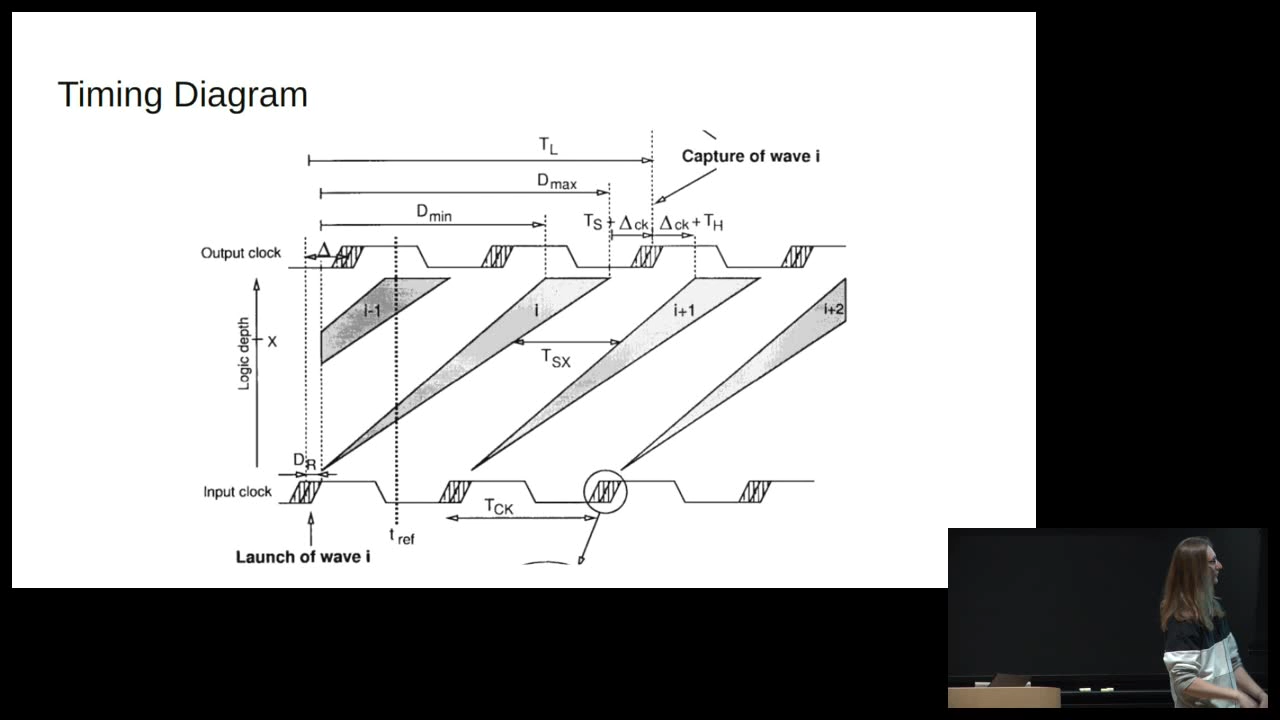 Timing Diagram
T_L
Capture of wave i
D_max
D_min
T_S + Δ_ck
Δ_ck + T_H
Output clock
Δ
i-1
i
i+1
i+2
Logic depth
X
T_SX
D_R
Input clock
T_CK
t_ref
Launch of wave i